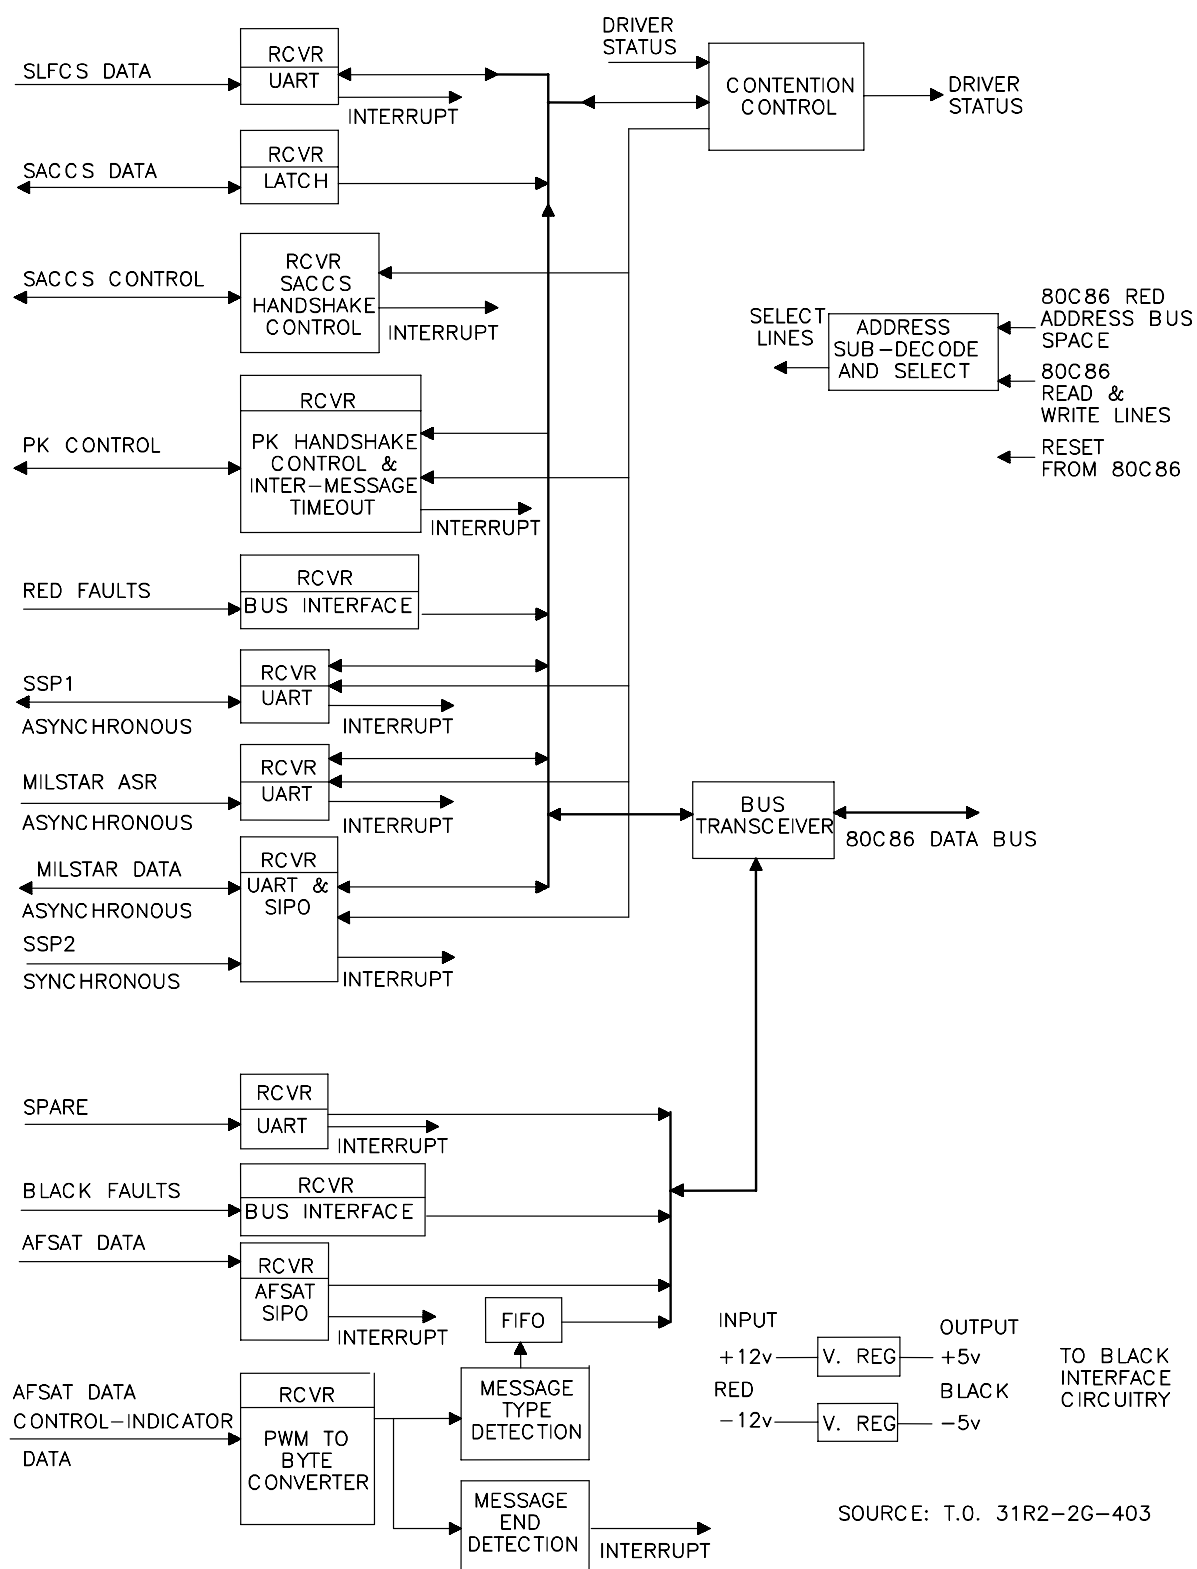 DRIVER
STATUS
RCVR
SLFCS DATA
UART
INTERRUPT
CONTENTION
CONTROL
DRIVER
STATUS
RCVR
SACCS DATA
LATCH
RCVR
SACCS CONTROL
SACCS
HANDSHAKE
CONTROL
INTERRUPT
SELECT
LINES
ADDRESS
SUB-DECODE
AND SELECT
80C86 RED
ADDRESS BUS
SPACE
80C86
READ &
WRITE LINES
RESET
FROM 80C86
RCVR
PK CONTROL
PK HANDSHAKE
CONTROL &
INTER-MESSAGE
TIMEOUT
INTERRUPT
RCVR
RED FAULTS
BUS INTERFACE
RCVR
SSP1
UART
ASYNCHRONOUS
INTERRUPT
RCVR
MILSTAR ASR
UART
ASYNCHRONOUS
INTERRUPT
BUS
TRANSCEIVER
80C86 DATA BUS
RCVR
MILSTAR DATA
UART &
SIPO
ASYNCHRONOUS
SSP2
SYNCHRONOUS
INTERRUPT
RCVR
SPARE
UART
INTERRUPT
RCVR
BLACK FAULTS
BUS INTERFACE
AFSAT DATA
RCVR
AFSAT
SIPO
INTERRUPT
FIFO
INPUT
OUTPUT
+12v
V. REG
+5v
RED
BLACK
-12v
V. REG
-5v
TO BLACK
INTERFACE
CIRCUITRY
AFSAT DATA
CONTROL-INDICATOR
DATA
RCVR
PWM TO
BYTE
CONVERTER
MESSAGE
TYPE
DETECTION
MESSAGE
END
DETECTION
INTERRUPT
SOURCE: T.O. 31R2-2G-403